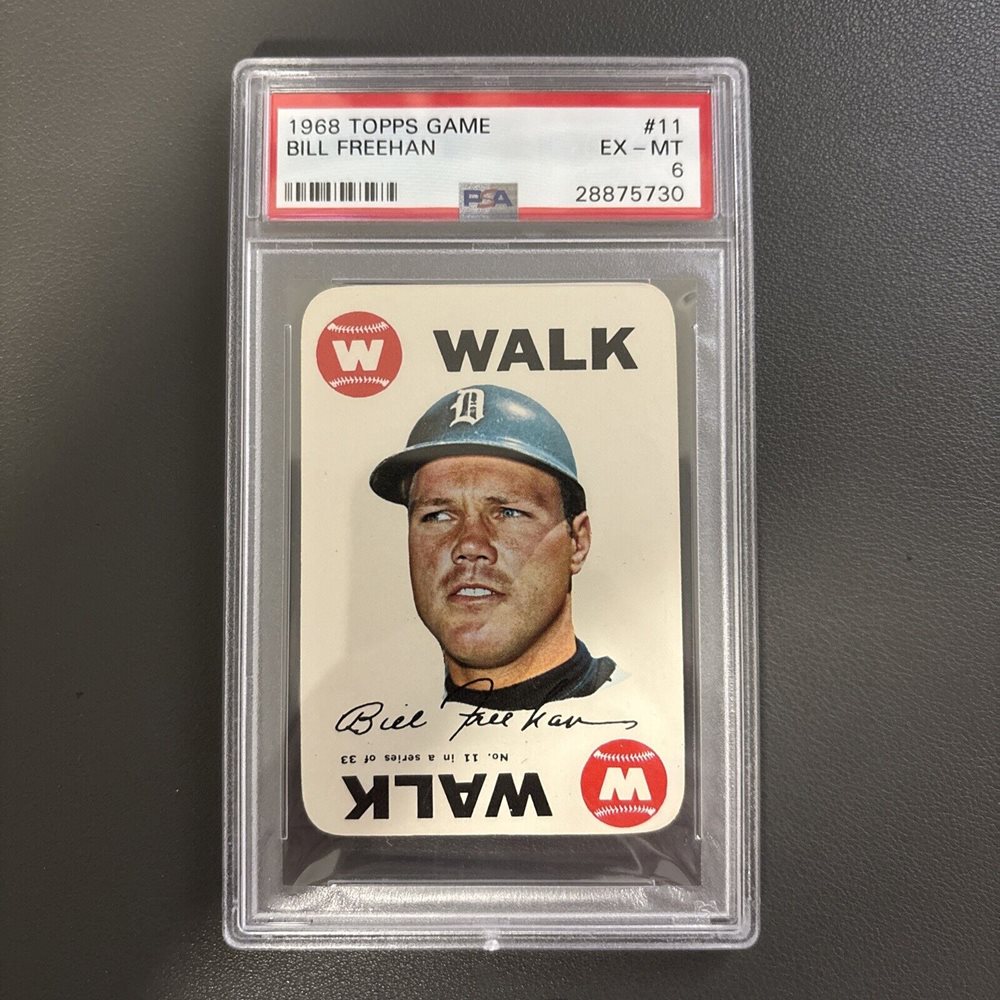 1968 TOPPS GAME #11
BILL FREEHAN EX - MT
6
PSA 28875730
W WALK
D
Bill Freehan
No. 11 in a series of 33
WALK W